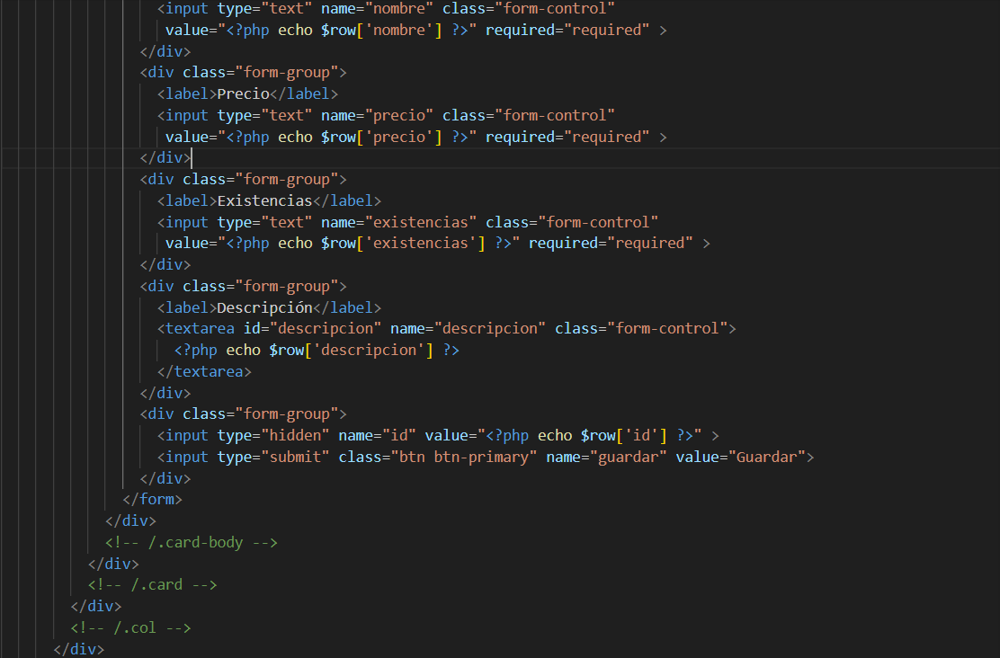 <input type="text" name="nombre" class="form-control"
value="<?php echo $row['nombre'] ?>" required="required" >
</div>
<div class="form-group">
<label>Precio</label>
<input type="text" name="precio" class="form-control"
value="<?php echo $row['precio'] ?>" required="required" >
</div>
<div class="form-group">
<label>Existencias</label>
<input type="text" name="existencias" class="form-control"
value="<?php echo $row['existencias'] ?>" required="required" >
</div>
<div class="form-group">
<label>Descripción</label>
<textarea id="descripcion" name="descripcion" class="form-control">
<?php echo $row['descripcion'] ?>
</textarea>
</div>
<div class="form-group">
<input type="hidden" name="id" value="<?php echo $row['id'] ?>" >
<input type="submit" class="btn btn-primary" name="guardar" value="Guardar">
</div>
</form>
</div>
<!-- /.card-body -->
</div>
<!-- /.card -->
</div>
<!-- /.col -->
</div>